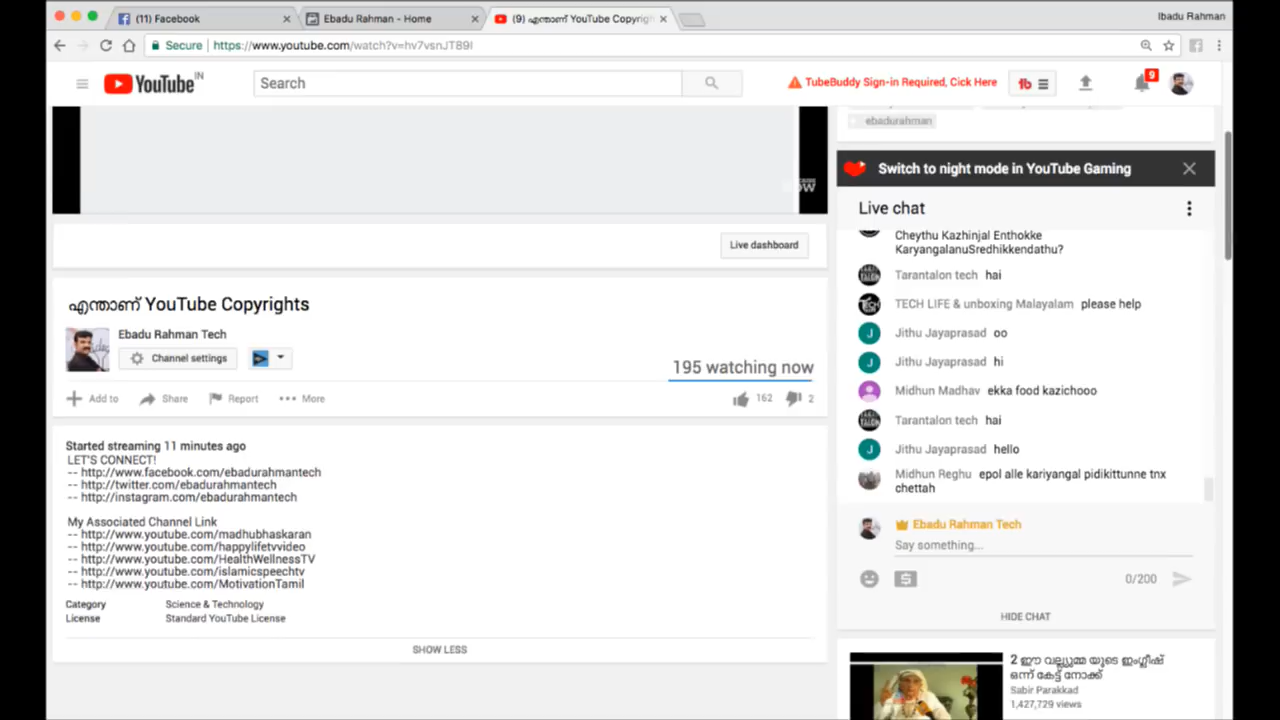 (11) Facebook
Ebadu Rahman - Home
(9) എന്താണ് YouTube Copyrigh
Ibadu Rahman
Secure
https://www.youtube.com/watch?v=hv7vsnJT89I
YouTube IN
Search
TubeBuddy Sign-in Required, Cick Here
tb
9
ebadurahman
Switch to night mode in YouTube Gaming
Live chat
Live dashboard
എന്താണ് YouTube Copyrights
Ebadu Rahman Tech
Channel settings
195 watching now
Add to
Share
Report
More
162
2
Started streaming 11 minutes ago
LET'S CONNECT!
-- http://www.facebook.com/ebadurahmantech
-- http://twitter.com/ebadurahmantech
-- http://instagram.com/ebadurahmantech
My Associated Channel Link
-- http://www.youtube.com/madhubhaskaran
-- http://www.youtube.com/happylifetvvideo
-- http://www.youtube.com/HealthWellnessTV
-- http://www.youtube.com/islamicspeechtv
-- http://www.youtube.com/MotivationTamil
Category Science & Technology
License Standard YouTube License
SHOW LESS
Cheythu Kazhinjal Enthokke
KaryangalanuSredhikkendathu?
Tarantalon tech hai
TECH LIFE & unboxing Malayalam please help
Jithu Jayaprasad oo
Jithu Jayaprasad hi
Midhun Madhav ekka food kazichooo
Tarantalon tech hai
Jithu Jayaprasad hello
Midhun Reghu epol alle kariyangal pidikittunne tnx
chettah
Ebadu Rahman Tech
Say something...
0/200
HIDE CHAT
2 ഈ വല്ല്യുമ്മ യുടെ ഇംഗ്ലീഷ്
ഒന്ന് കേട്ട് നോക്ക്
Sabir Parakkad
1,427,729 views